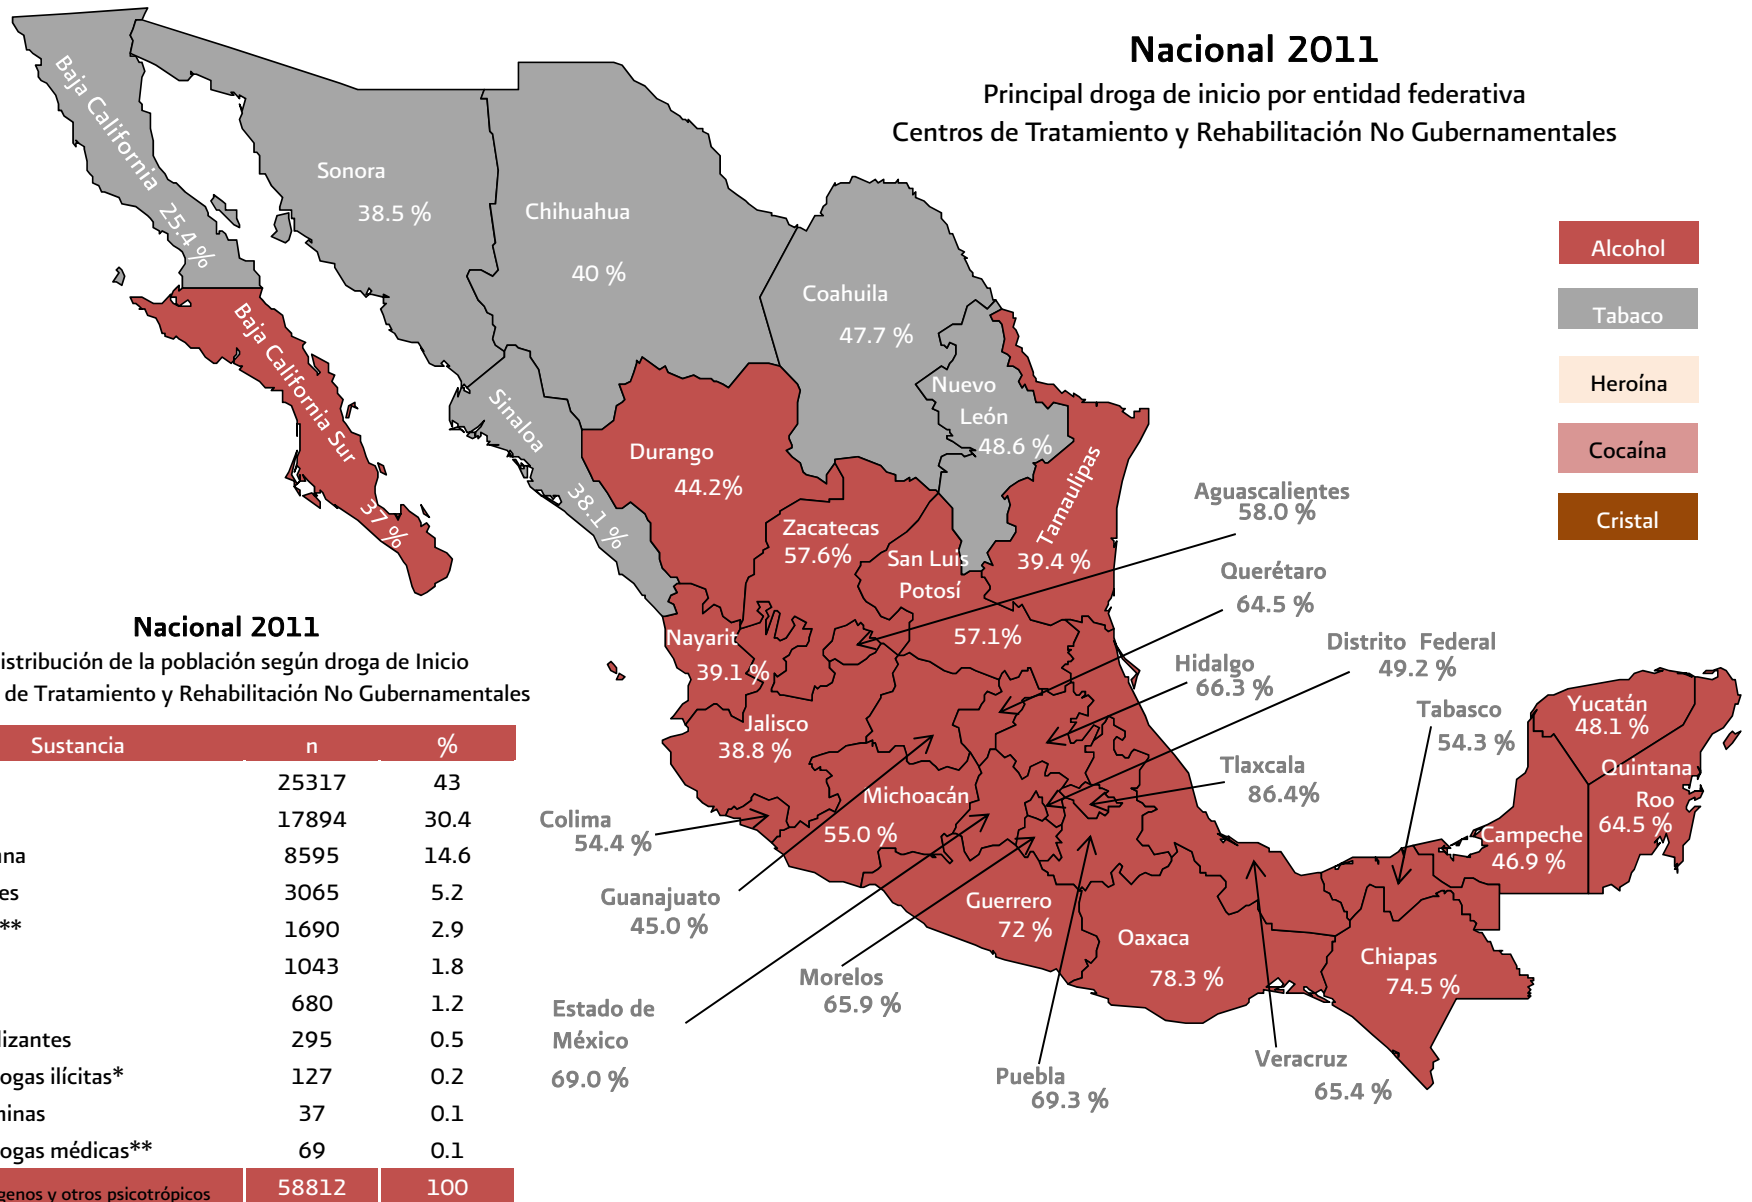 Nacional 2011
Principal droga de inicio por entidad federativa
Centros de Tratamiento y Rehabilitación No Gubernamentales
Alcohol
Tabaco
Heroína
Cocaína
Cristal
Baja California 25.4 %
Sonora
38.5 %
Chihuahua
40 %
Coahuila
47.7 %
Nuevo
León
48.6 %
Baja California Sur
37 %
Sinaloa
38.1 %
Durango
44.2%
Zacatecas
57.6%
San Luis
Potosí
57.1%
Tamaulipas
39.4 %
Nayarit
39.1 %
Jalisco
38.8 %
Michoacán
55.0 %
Guerrero
72 %
Oaxaca
78.3 %
Chiapas
74.5 %
Campeche
46.9 %
Yucatán
48.1 %
Quintana
Roo
64.5 %
Aguascalientes
58.0 %
Querétaro
64.5 %
Hidalgo
66.3 %
Distrito Federal
49.2 %
Tabasco
54.3 %
Tlaxcala
86.4%
Colima
54.4 %
Guanajuato
45.0 %
Estado de
México
69.0 %
Morelos
65.9 %
Puebla
69.3 %
Veracruz
65.4 %
Nacional 2011
istribución de la población según droga de Inicio
de Tratamiento y Rehabilitación No Gubernamentales
Sustancia n %
25317 43
17894 30.4
na 8595 14.6
es 3065 5.2
** 1690 2.9
1043 1.8
680 1.2
lizantes 295 0.5
ogas ilícitas* 127 0.2
inas 37 0.1
ogas médicas** 69 0.1
genos y otros psicotrópicos 58812 100